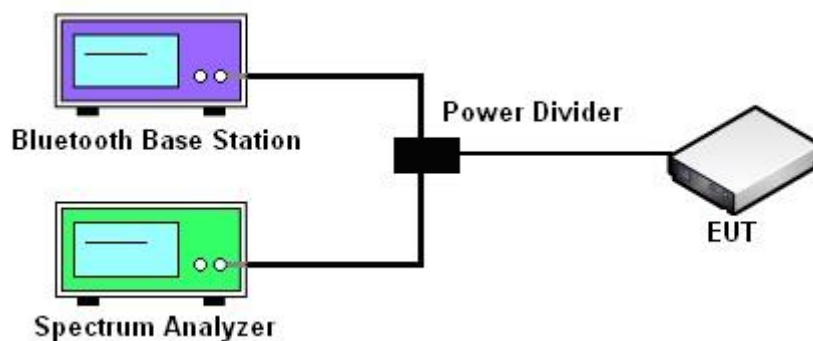 Bluetooth Base Station
Power Divider
EUT
Spectrum Analyzer